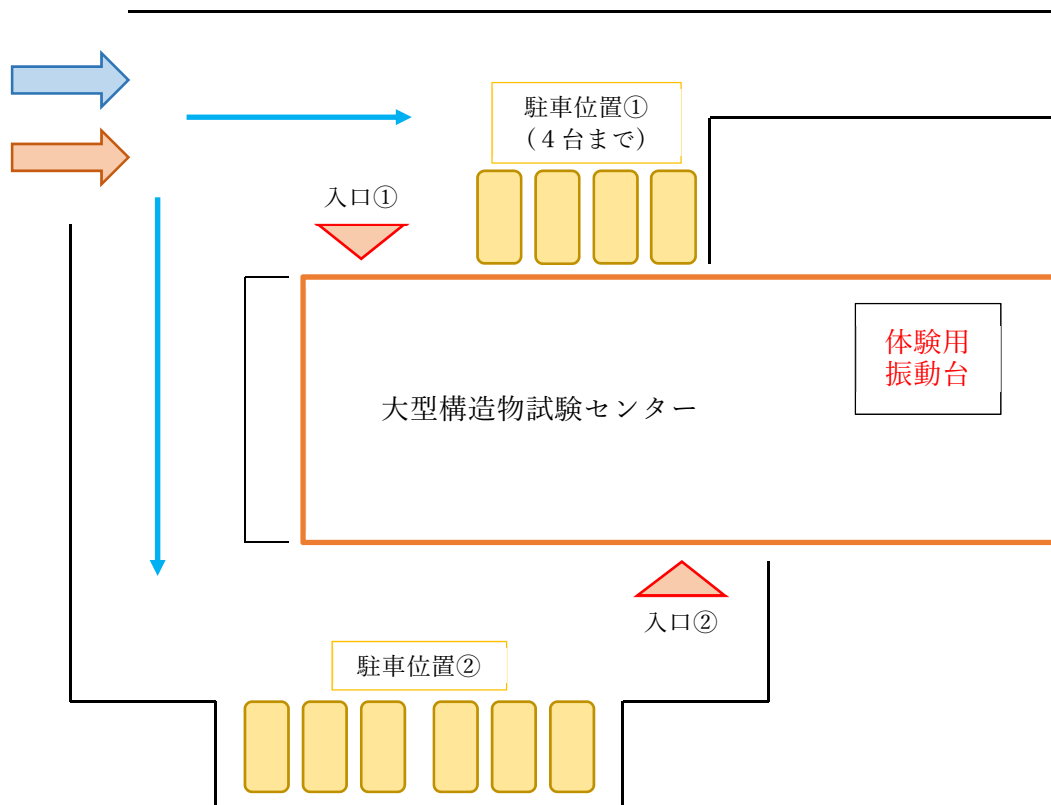 駐車位置①
（４台まで）
入口①
体験用
振動台
大型構造物試験センター
入口②
駐車位置②